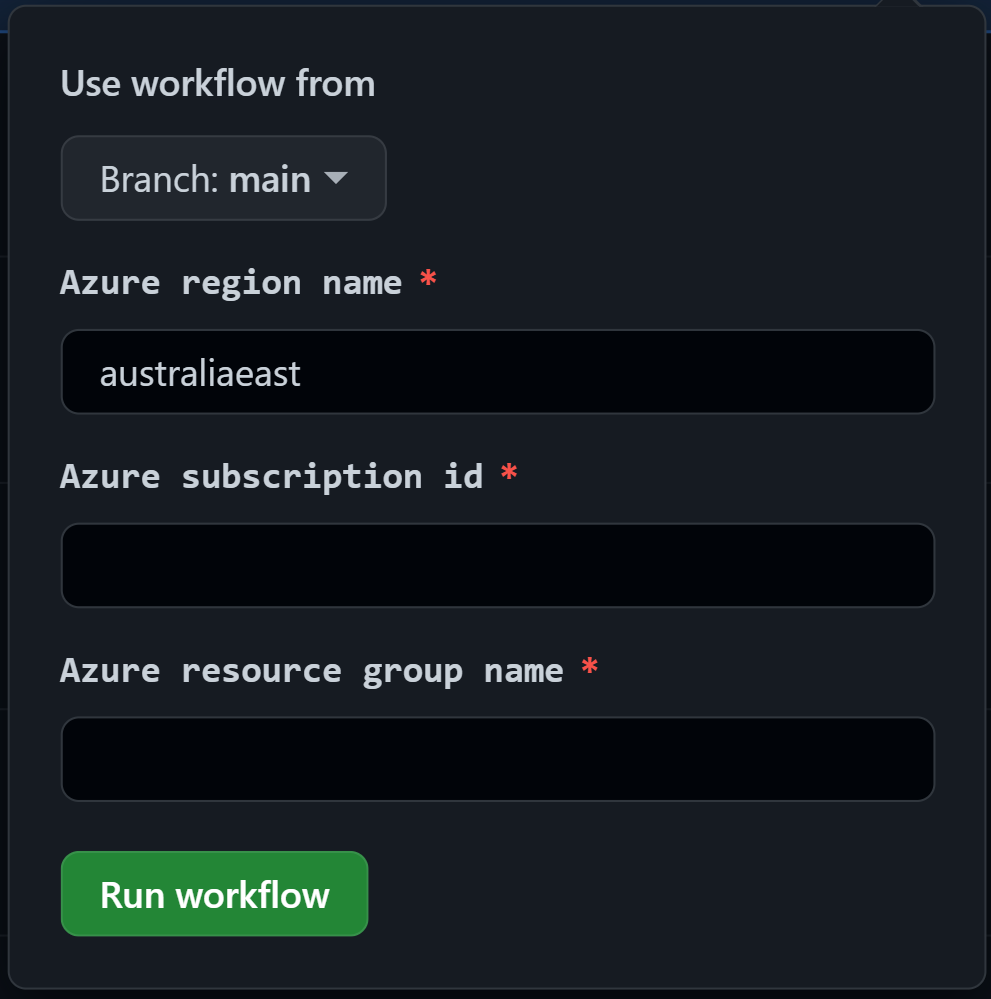 Use workflow from
Branch: main
Azure region name *
australiaeast
Azure subscription id *
Azure resource group name *
Run workflow